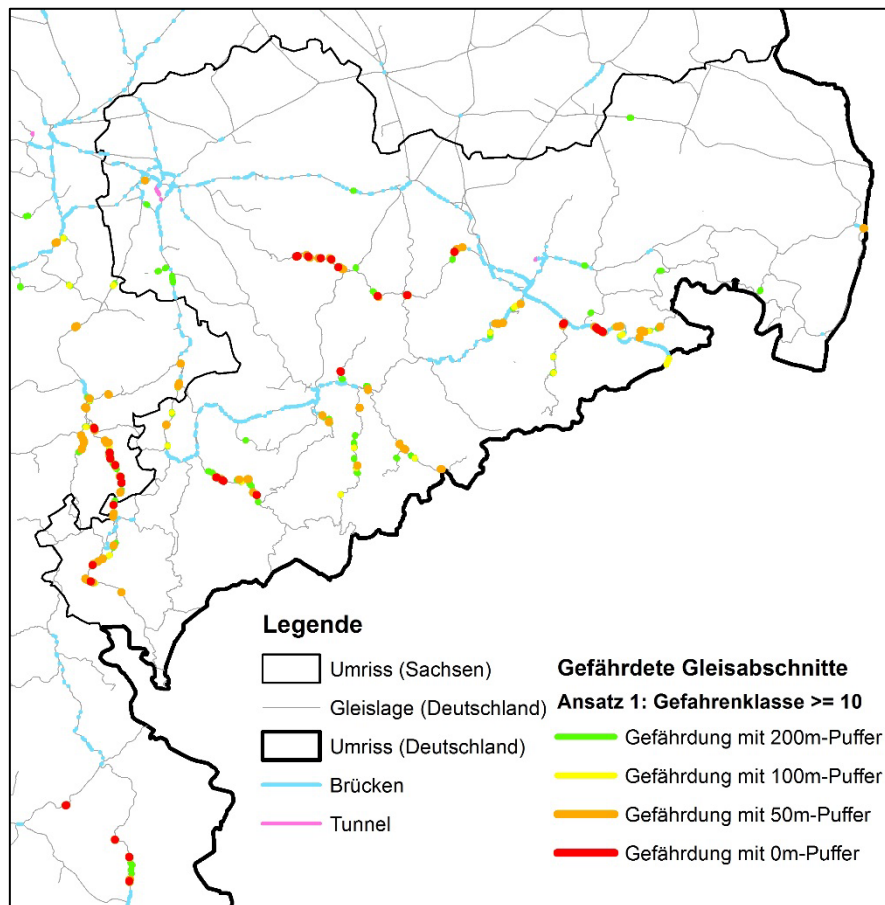 Legende
Umriss (Sachsen)
Gleislage (Deutschland)
Umriss (Deutschland)
Brücken
Tunnel
Gefährdete Gleisabschnitte
Ansatz 1: Gefahrenklasse >= 10
Gefährdung mit 200m-Puffer
Gefährdung mit 100m-Puffer
Gefährdung mit 50m-Puffer
Gefährdung mit 0m-Puffer